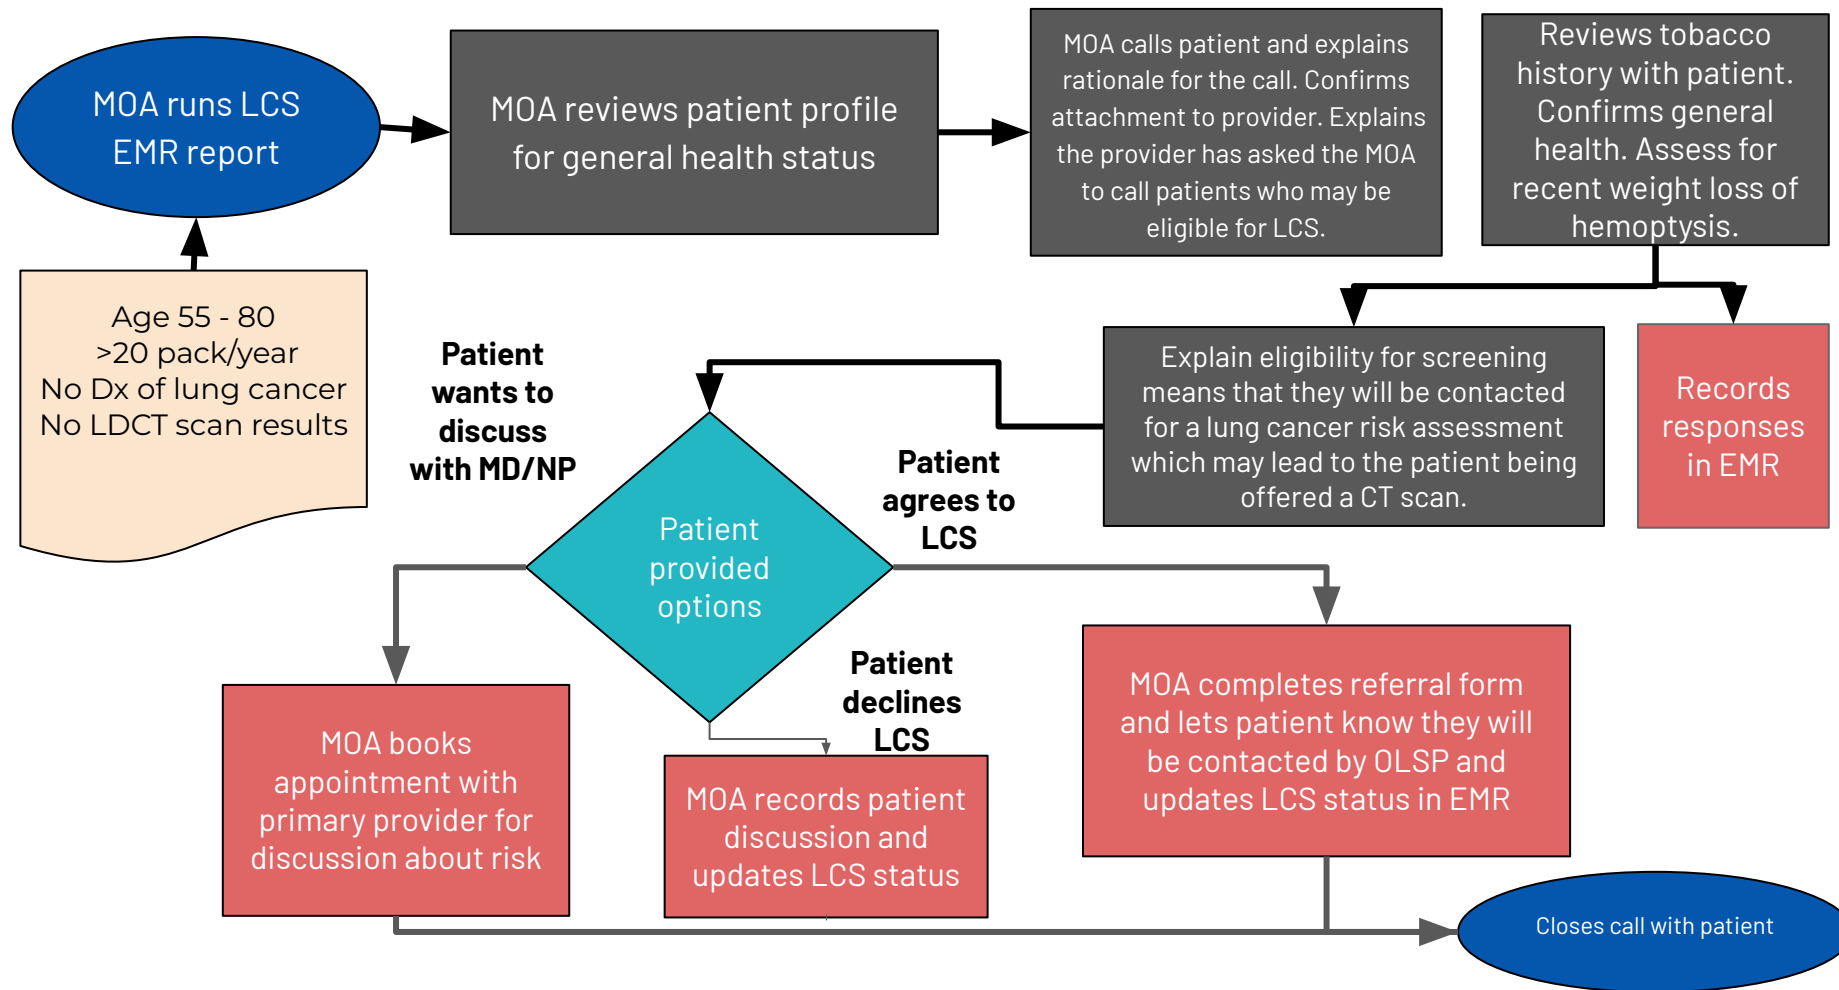 MOA runs LCS
EMR report
MOA reviews patient profile
for general health status
MOA calls patient and explains
rationale for the call. Confirms
attachment to provider. Explains
the provider has asked the MOA
to call patients who may be
eligible for LCS.
Reviews tobacco
history with patient.
Confirms general
health. Assess for
recent weight loss of
hemoptysis.
Age 55 - 80
>20 pack/year
No Dx of lung cancer
No LDCT scan results
Explain eligibility for screening
means that they will be contacted
for a lung cancer risk assessment
which may lead to the patient being
offered a CT scan.
Records
responses
in EMR
Patient
wants to
discuss
with MD/NP
Patient
provided
options
Patient
agrees to
LCS
Patient
declines
LCS
MOA books
appointment with
primary provider for
discussion about risk
MOA records patient
discussion and
updates LCS status
MOA completes referral form
and lets patient know they will
be contacted by OLSP and
updates LCS status in EMR
Closes call with patient